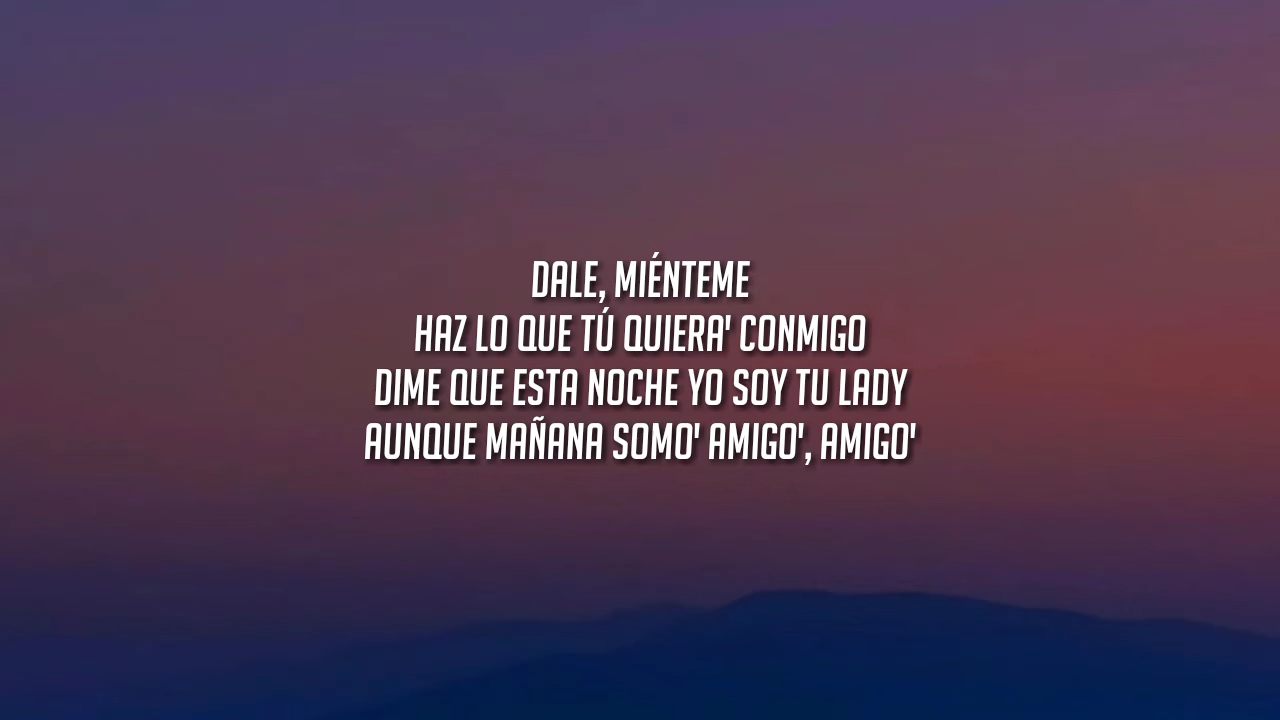 DALE, MIÉNTEME
HAZ LO QUE TÚ QUIERA' CONMIGO
DIME QUE ESTA NOCHE YO SOY TU LADY
AUNQUE MAÑANA SOMO' AMIGO', AMIGO'